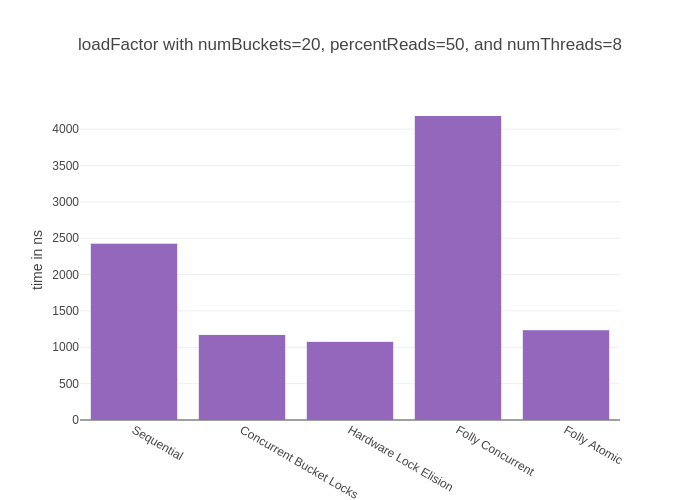 loadFactor with numBuckets=20, percentReads=50, and numThreads=8
time in ns
4000
3500
3000
2500
2000
1500
1000
500
0
Sequential
Concurrent Bucket Locks
Hardware Lock Elision
Folly Concurrent
Folly Atomic